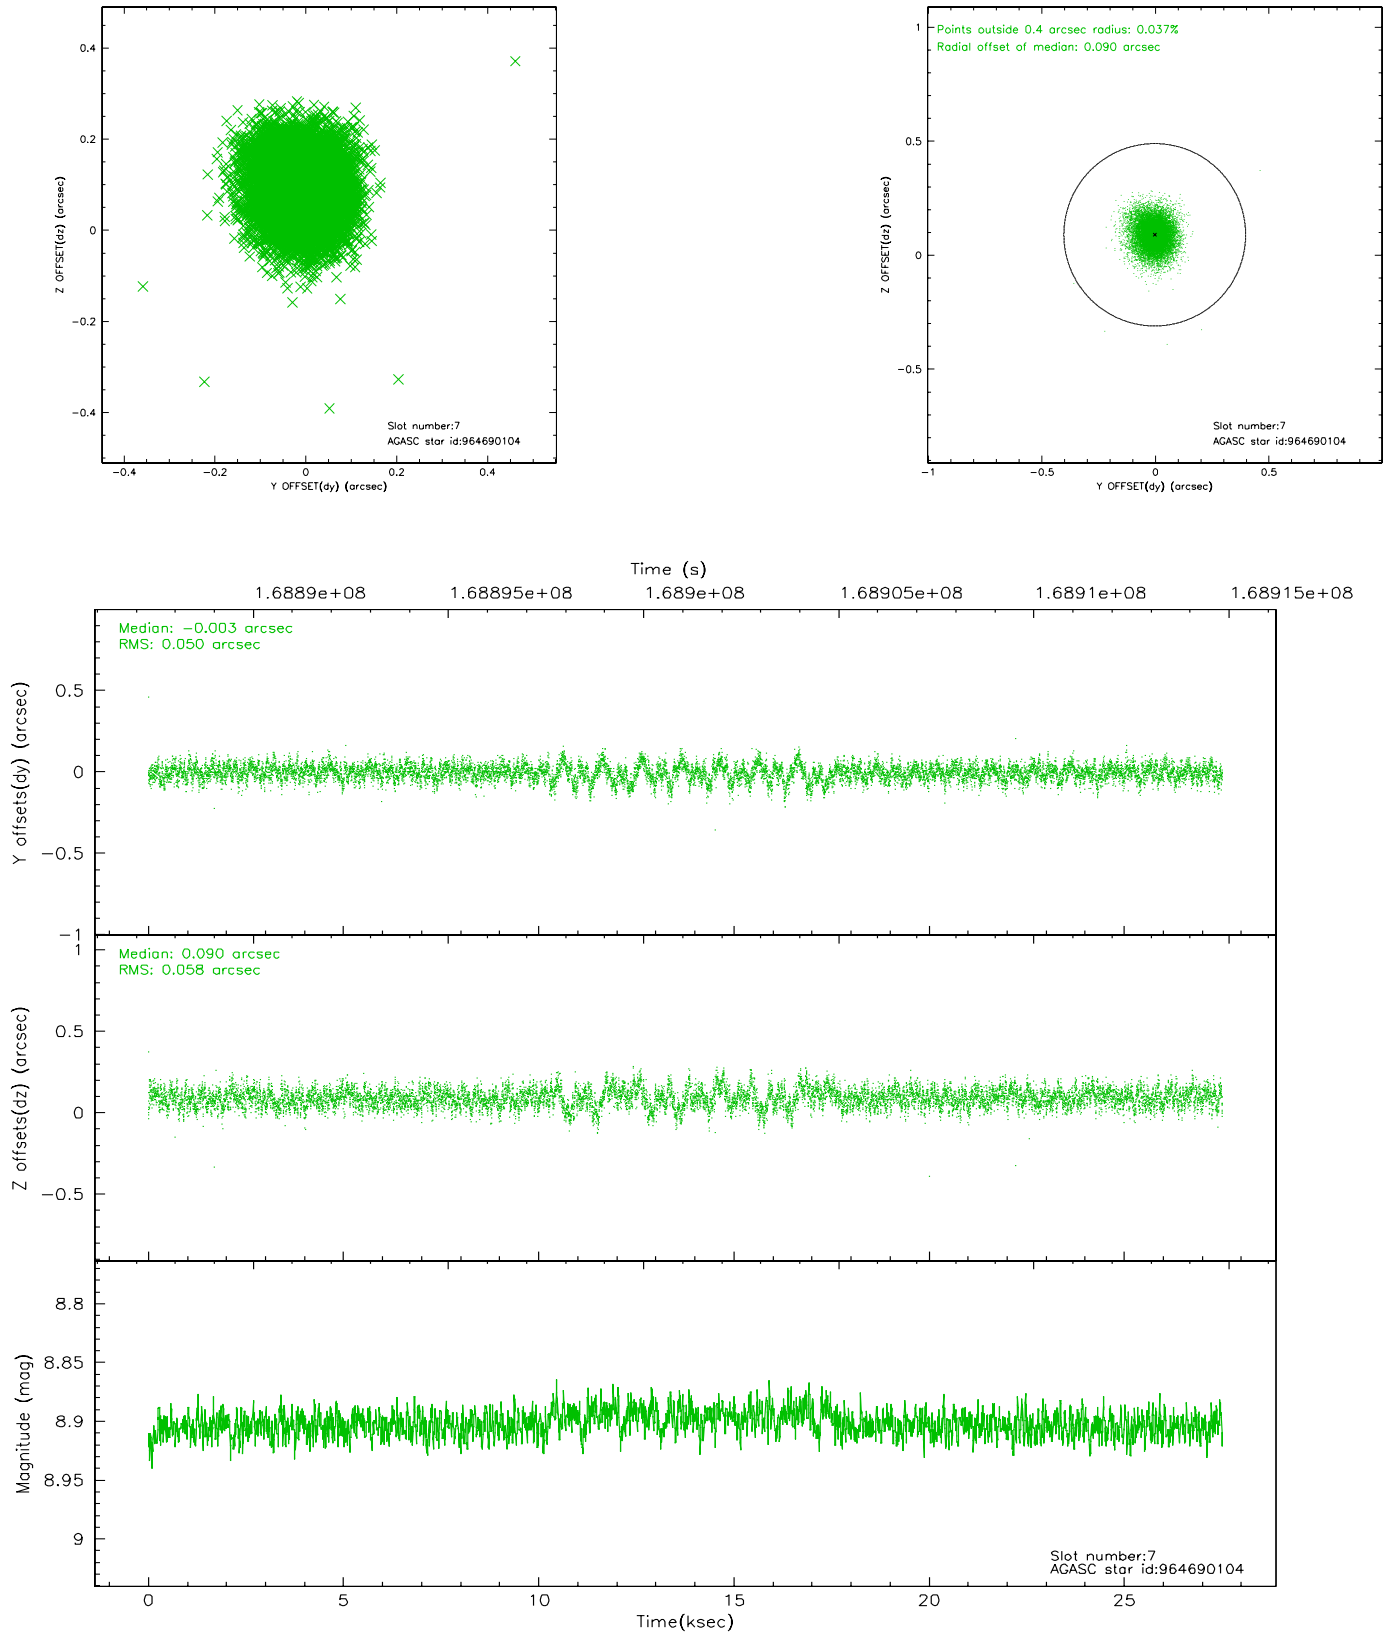 0.4
0.2
0
−0.2
−0.4
Z OFFSET(dz) (arcsec)
Slot number:7
AGASC star id:964690104
−0.4 −0.2 0 0.2 0.4
Y OFFSET(dy) (arcsec)
Points outside 0.4 arcsec radius: 0.037%
Radial offset of median: 0.090 arcsec
1
0.5
0
−0.5
Z OFFSET(dz) (arcsec)
Slot number:7
AGASC star id:964690104
−1 −0.5 0 0.5
Y OFFSET(dy) (arcsec)
Time (s)
1.6889e+08 1.68895e+08 1.689e+08 1.68905e+08 1.6891e+08 1.68915e+08
Median: −0.003 arcsec
RMS: 0.050 arcsec
0.5
0
−0.5
−1
Y offsets(dy) (arcsec)
Median: 0.090 arcsec
RMS: 0.058 arcsec
1
0.5
0
−0.5
Z offsets(dz) (arcsec)
8.8
8.85
8.9
8.95
9
Magnitude (mag)
Slot number:7
AGASC star id:964690104
0 5 10 15 20 25
Time(ksec)